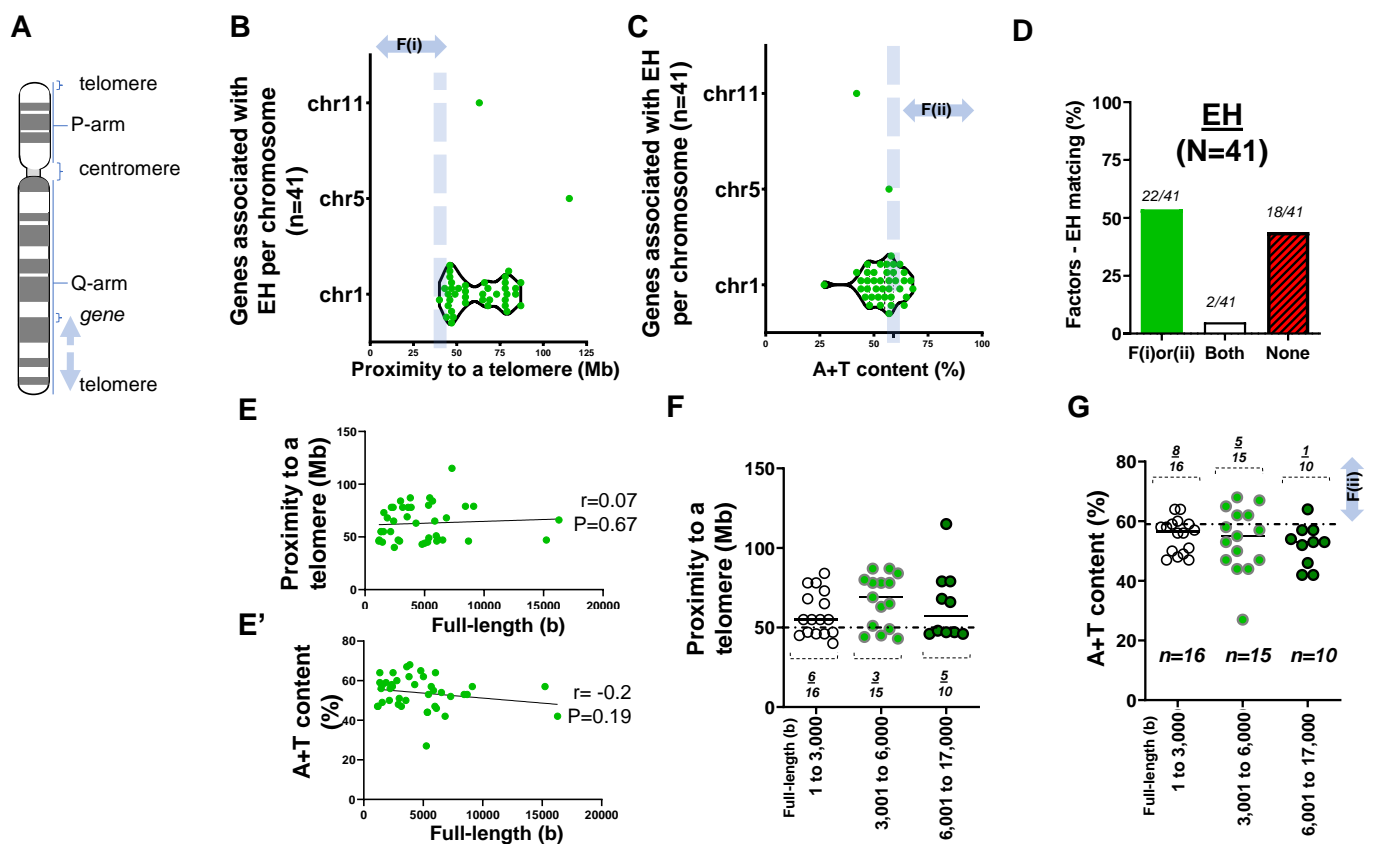 A
telomere
P-arm
centromere
Q-arm
gene
telomere
B
F(i)
Genes associated with
EH per chromosome
(n=41)
chr11
chr5
chr1
0
25
50
75
100
125
Proximity to a telomere (Mb)
C
F(ii)
Genes associated with EH
per chromosome (n=41)
chr11
chr5
chr1
0
25
50
75
100
A+T content (%)
D
EH
(N=41)
Factors - EH matcing (%)
100
75
50
25
0
22/41
2/41
18/41
F(i)or(ii)
Both
None
E
Proximity to a
telomere (Mb)
150
100
50
0
r=0.07
P=0.67
0
5000
10000
15000
20000
Full-length (b)
E'
A+T content
(%)
80
60
40
20
0
r= -0.2
P=0.19
0
5000
10000
15000
20000
Full-length (b)
F
Proximity to a
telomere (Mb)
150
100
50
0
6
16
3
15
5
10
Full-length (b)
1 to 3,000
3,001 to 6,000
6,001 to 17,000
G
A+T content (%)
80
60
40
20
0
8
16
5
15
1
10
F(ii)
n=16
n=15
n=10
Full-length (b)
1 to 3,000
3,001 to 6,000
6,001 to 17,000